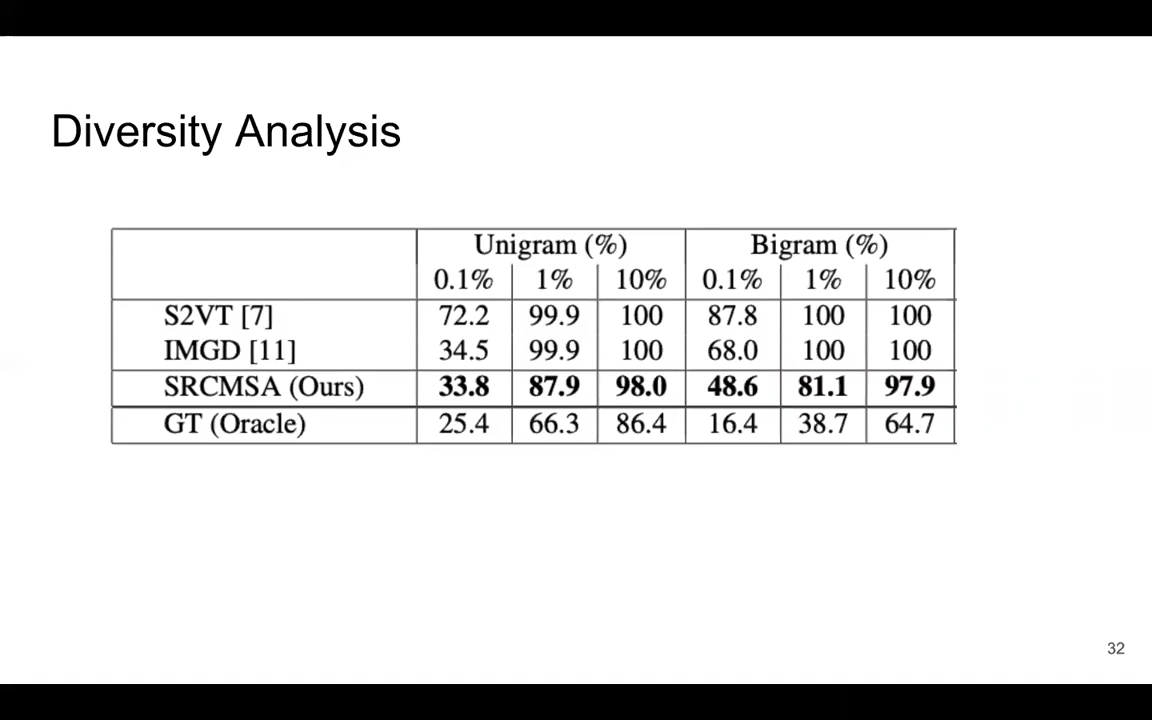 Diversity Analysis
Unigram (%) Bigram (%)
0.1% 1% 10% 0.1% 1% 10%
S2VT [7] 72.2 99.9 100 87.8 100 100
IMGD [11] 34.5 99.9 100 68.0 100 100
SRCMSA (Ours) 33.8 87.9 98.0 48.6 81.1 97.9
GT (Oracle) 25.4 66.3 86.4 16.4 38.7 64.7
32